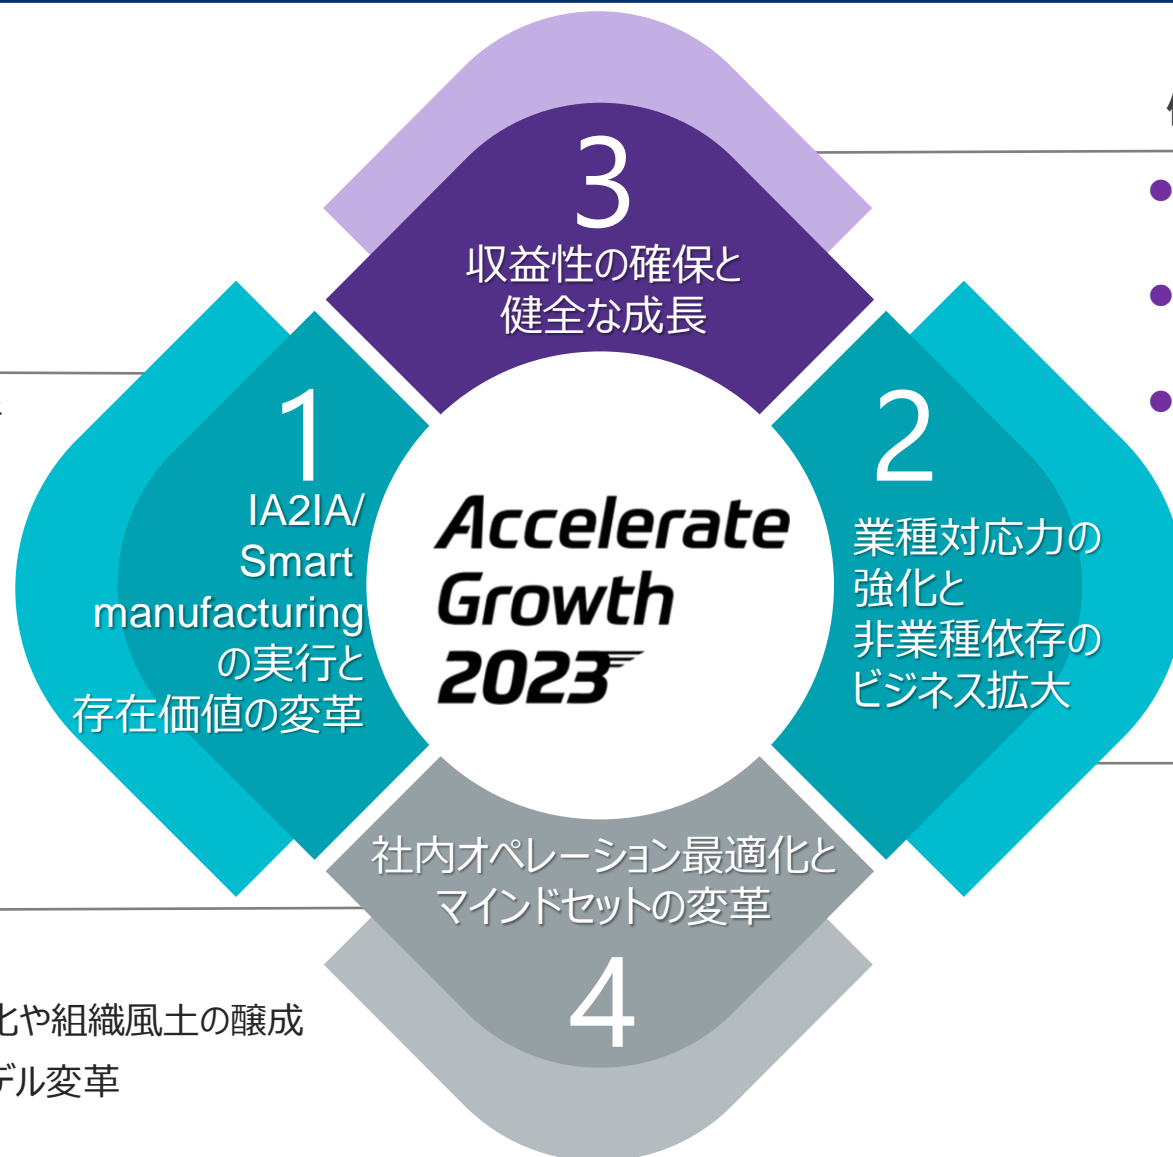 3
収益性の確保と
健全な成長
1
IA2IA/
Smart
manufacturing
の実行と
存在価値の変革
Accelerate
Growth
2023
2
業種対応力の
強化と
非業種依存の
ビジネス拡大
社内オペレーション最適化と
マインドセットの変革
4
や組織風土の醸成
デル変革